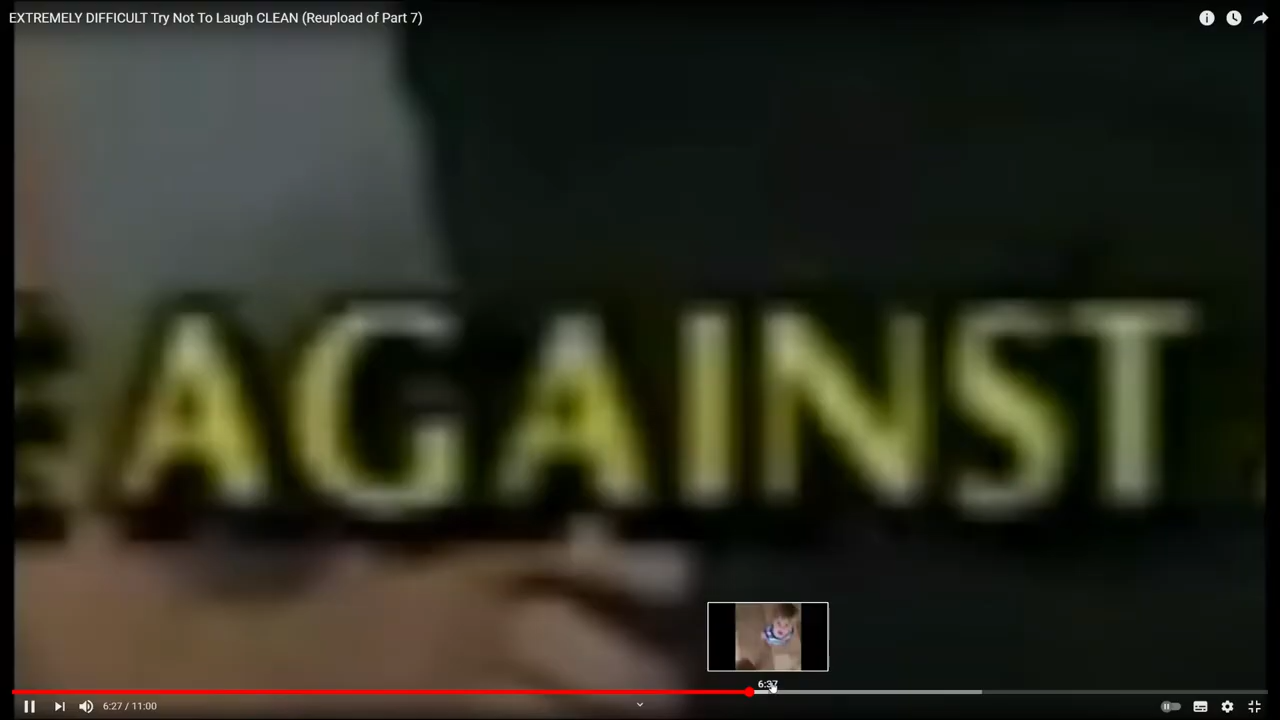 EXTREMELY DIFFICULT Try Not To Laugh CLEAN (Reupload of Part 7)
AGAINST
6:37
6:27 / 11:00